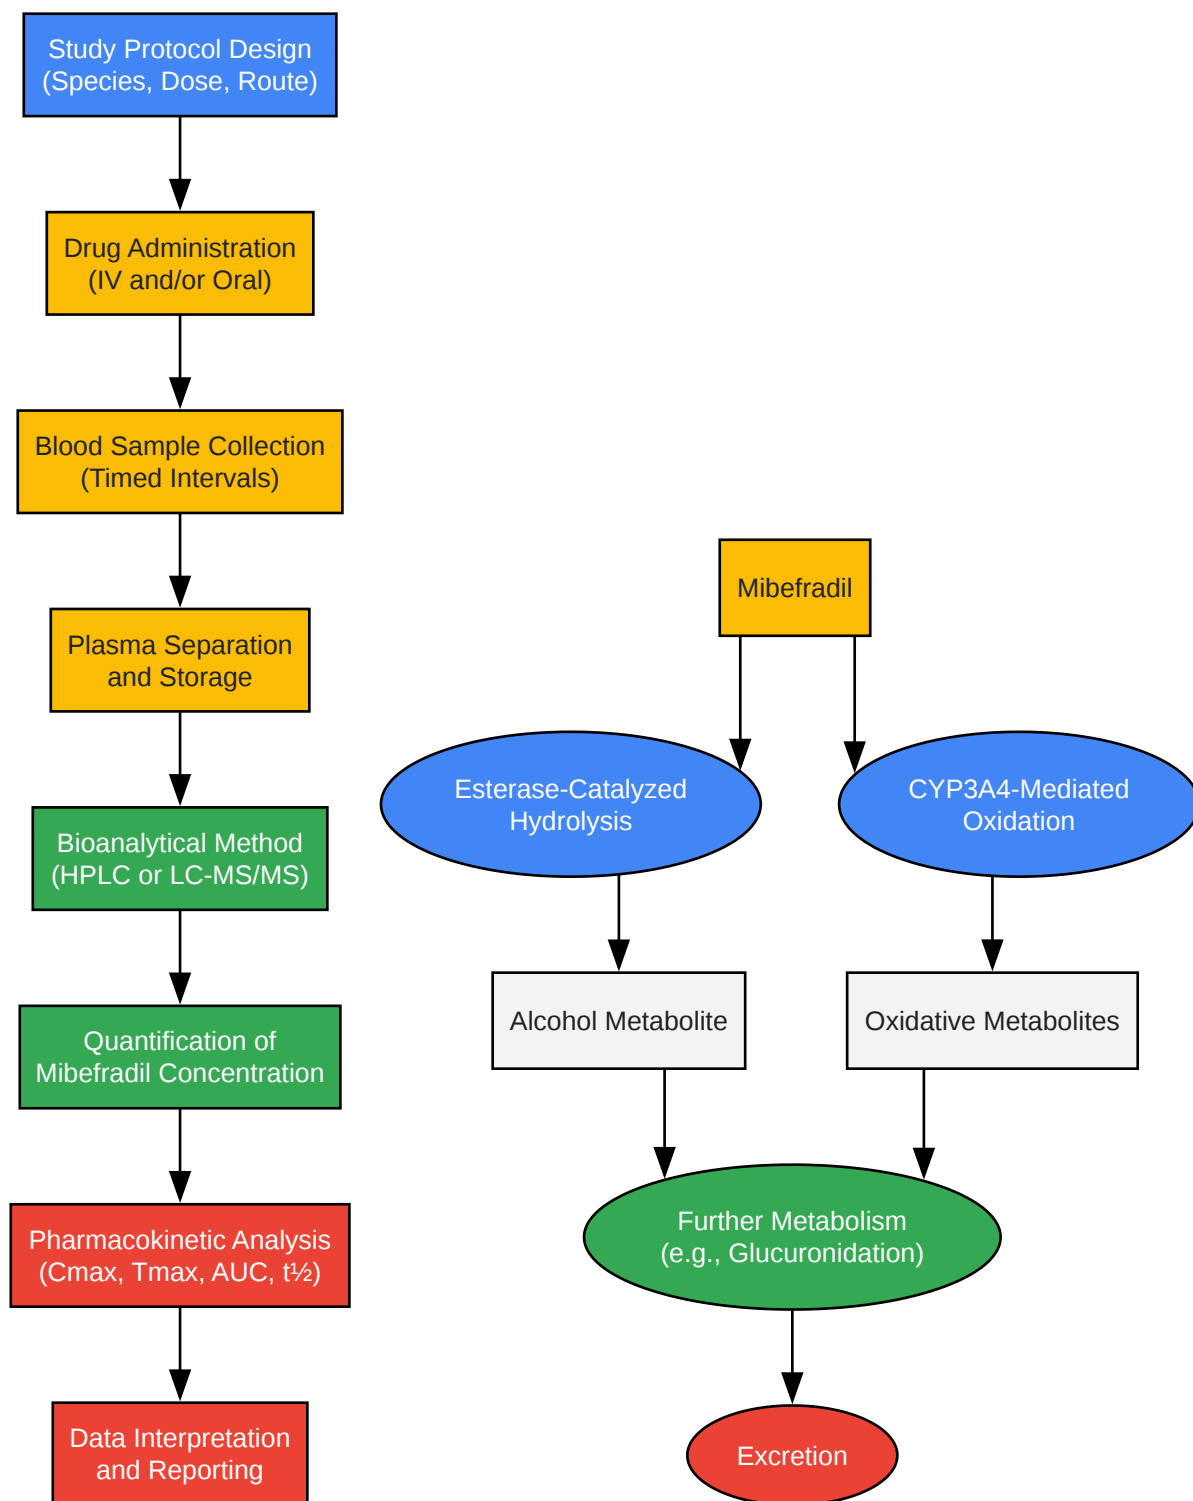 Study Protocol Design
(Species, Dose, Route)
Drug Administration
(IV and/or Oral)
Blood Sample Collection
(Timed Intervals)
Plasma Separation
and Storage
Bioanalytical Method
(HPLC or LC-MS/MS)
Quantification of
Mibefradil Concentration
Pharmacokinetic Analysis
(Cmax, Tmax, AUC, t½)
Data Interpretation
and Reporting
Mibefradil
Esterase-Catalyzed
Hydrolysis
CYP3A4-Mediated
Oxidation
Alcohol Metabolite
Oxidative Metabolites
Further Metabolism
(e.g., Glucuronidation)
Excretion